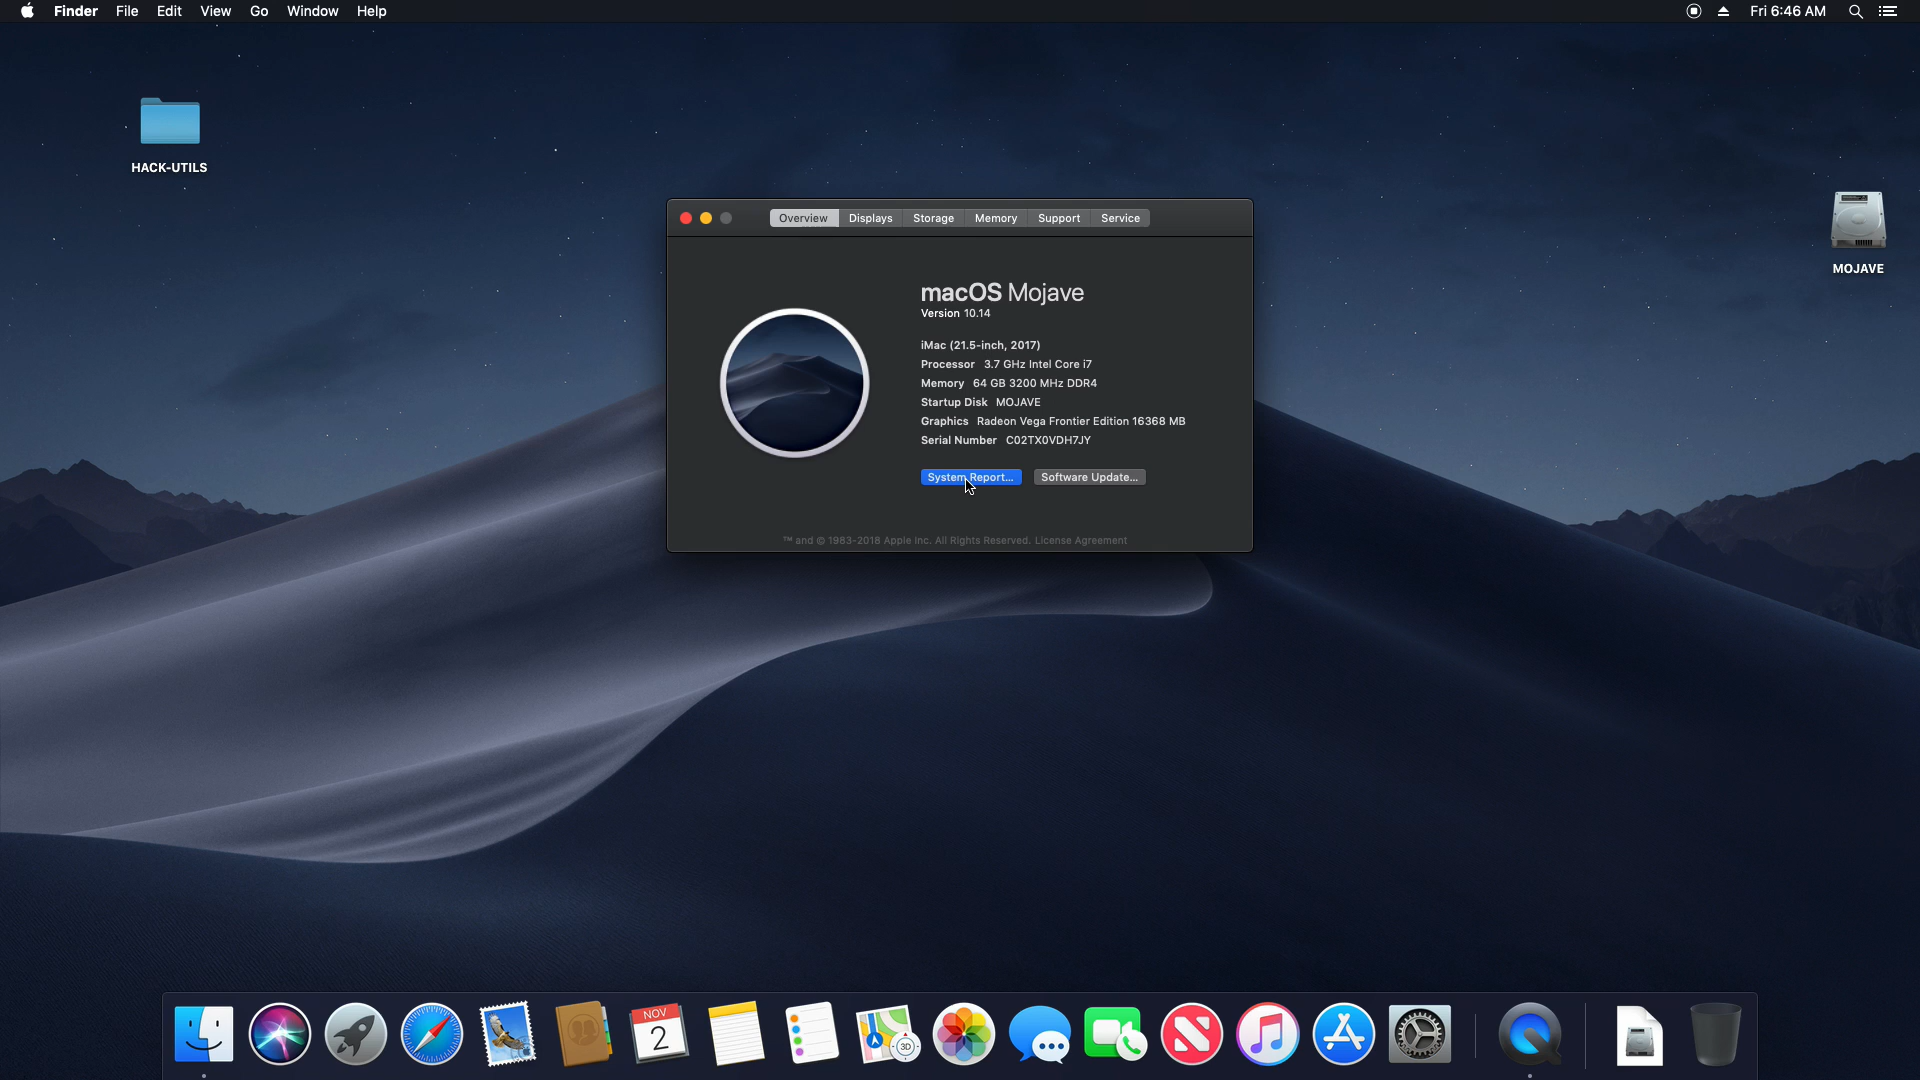 Finder File Edit View Go Window Help
Fri 6:46 AM
HACK-UTILS
MOJAVE
Overview Displays Storage Memory Support Service
macOS Mojave
Version 10.14
iMac (21.5-inch, 2017)
Processor 3.7 GHz Intel Core i7
Memory 64 GB 3200 MHz DDR4
Startup Disk MOJAVE
Graphics Radeon Vega Frontier Edition 16368 MB
Serial Number C02TX0VDH7JY
System Report... Software Update...
™ and © 1983-2018 Apple Inc. All Rights Reserved. License Agreement
NOV
2
3D